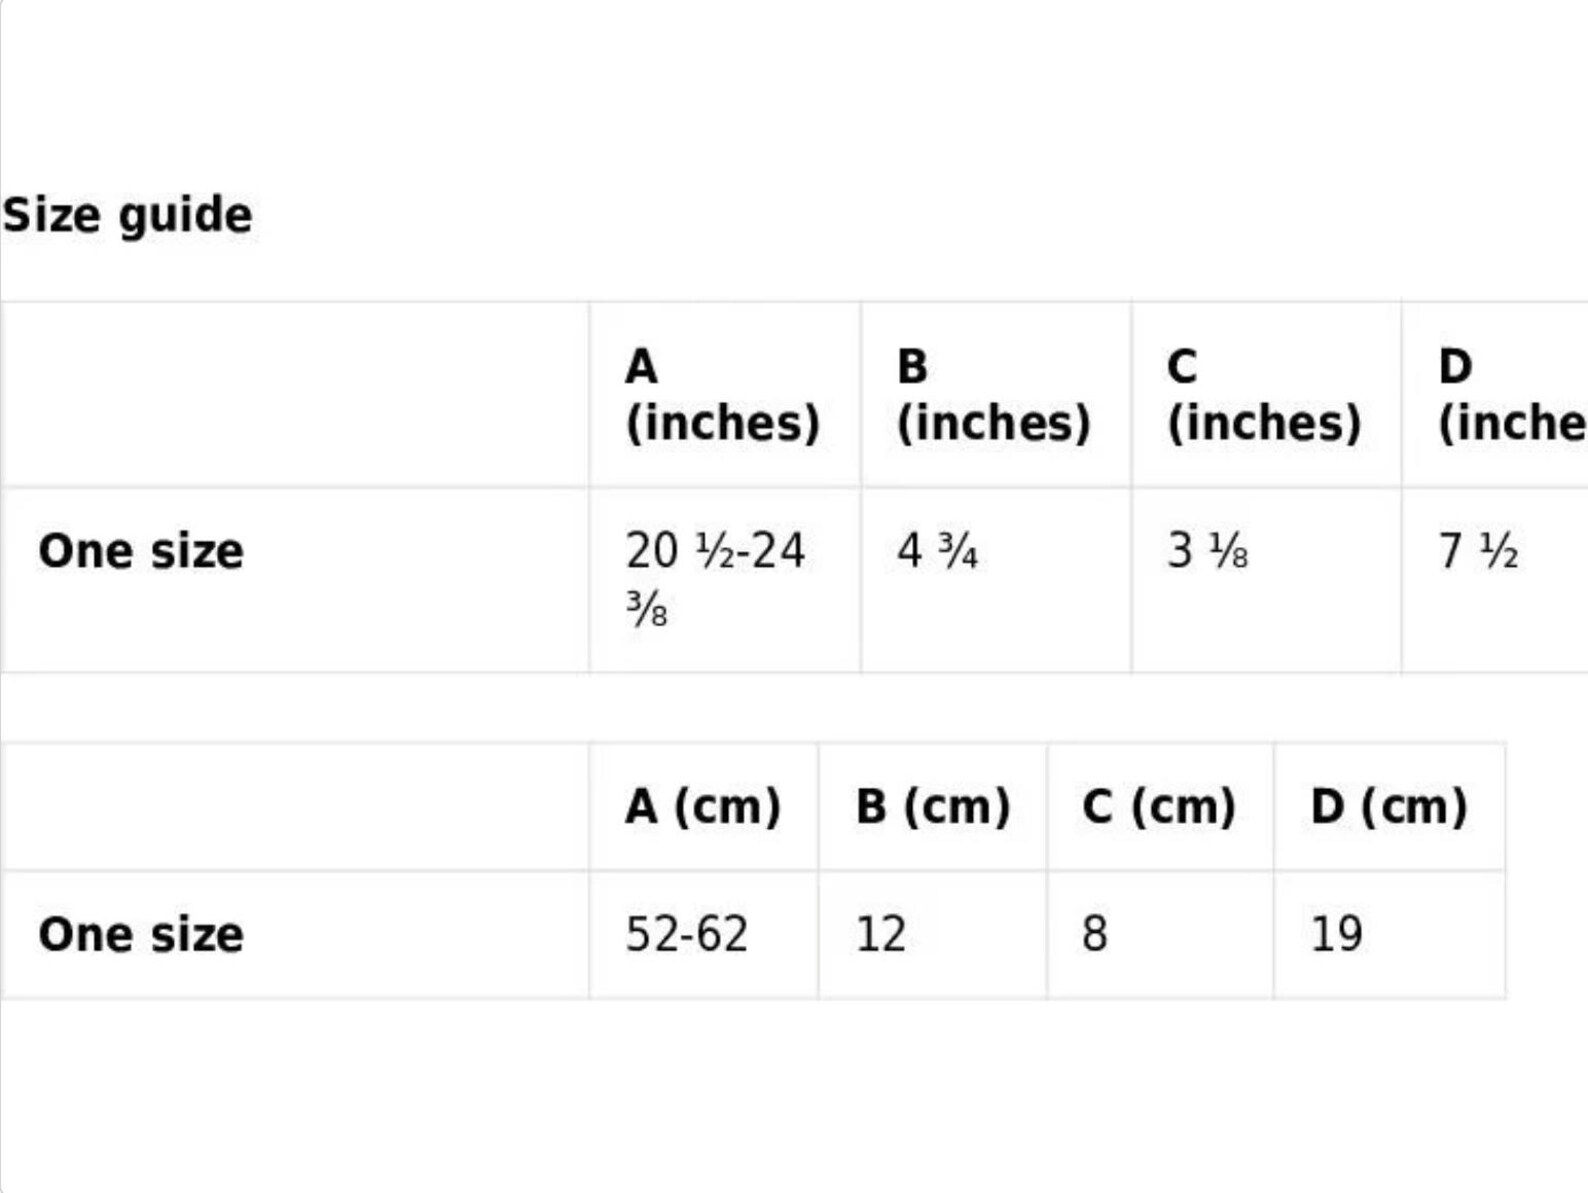 Size guide
A (inches) B (inches) C (inches) D (inche
One size 20 ½-24 ⅜ 4 ¾ 3 ⅛ 7 ½
A (cm) B (cm) C (cm) D (cm)
One size 52-62 12 8 19